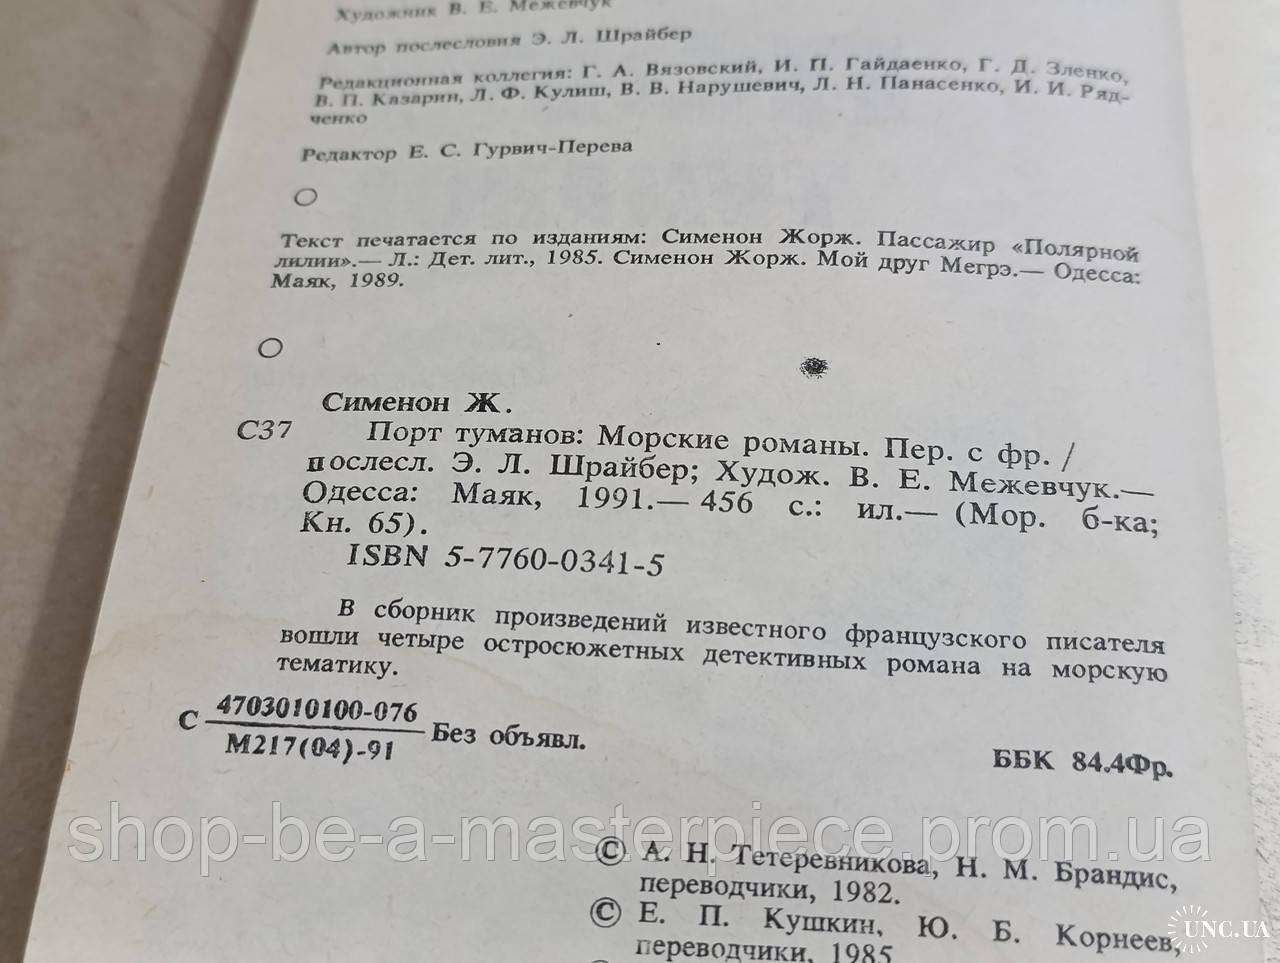 Художник В. Е. Межевчук
Автор послесловия Э. Л. Шрайбер
Редакционная коллегия: Г. А. Вязовский, И. П. Гайдаенко, Г. Д. Зленко,
В. П. Казарин, Л. Ф. Кулиш, В. В. Нарушевич, Л. Н. Панасенко, И. И. Ряд-
ченко
Редактор Е. С. Гурвич-Перева
Текст печатается по изданиям: Сименон Жорж. Пассажир «Полярной
лилии».— Л.: Дет. лит., 1985. Сименон Жорж. Мой друг Мегрэ.— Одесса:
Маяк, 1989.
Сименон Ж.
С37 Порт туманов: Морские романы. Пер. с фр. /
послесл. Э. Л. Шрайбер; Худож. В. Е. Межевчук.—
Одесса: Маяк, 1991.— 456 с.: ил.— (Мор. б-ка;
Кн. 65).
ISBN 5-7760-0341-5
В сборник произведений известного французского писателя
вошли четыре остросюжетных детективных романа на морскую
тематику.
С 4703010100-076
М217(04)-91 Без объявл.
ББК 84.4Фр.
shop-be-a-masterpiece.prom.ua
© А. Н. Тетеревникова, Н. М. Брандис,
переводчики, 1982.
© Е. П. Кушкин, Ю. Б. Корнеев,
переводчики, 1985
UNC.UA